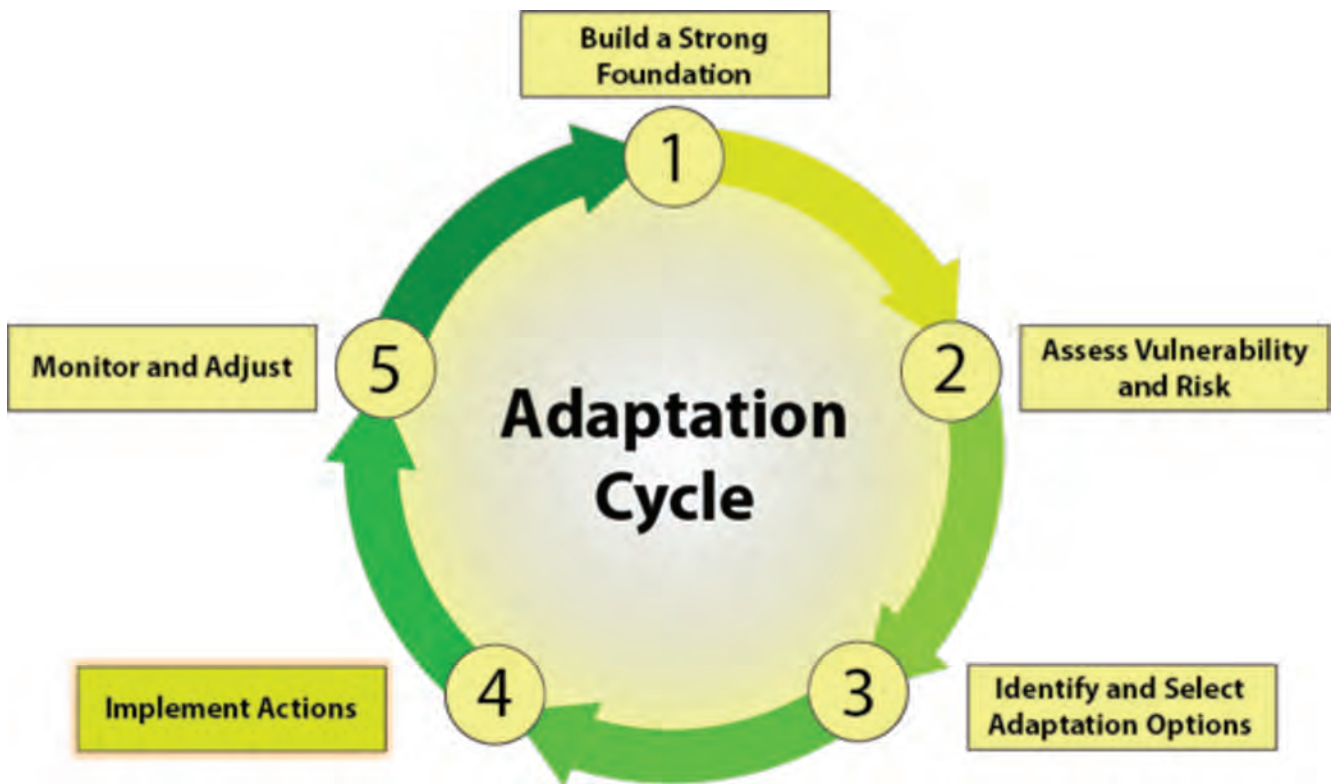 Build a Strong
Foundation
1
2
Assess Vulnerability
and Risk
3
Identify and Select
Adaptation Options
4
Implement Actions
5
Monitor and Adjust
Adaptation
Cycle